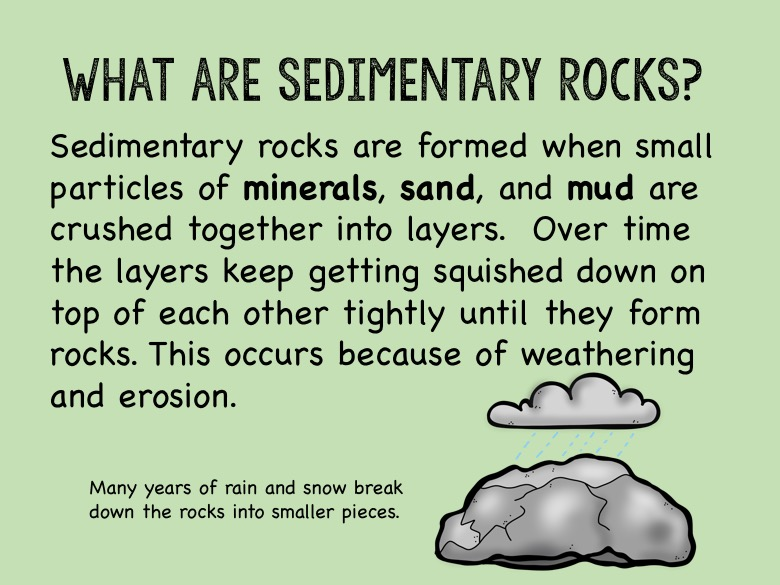 WHAT ARE SEDIMENTARY ROCKS?
Sedimentary rocks are formed when small
particles of minerals, sand, and mud are
crushed together into layers.  Over time
the layers keep getting squished down on
top of each other tightly until they form
rocks. This occurs because of weathering
and erosion.
Many years of rain and snow break
down the rocks into smaller pieces.